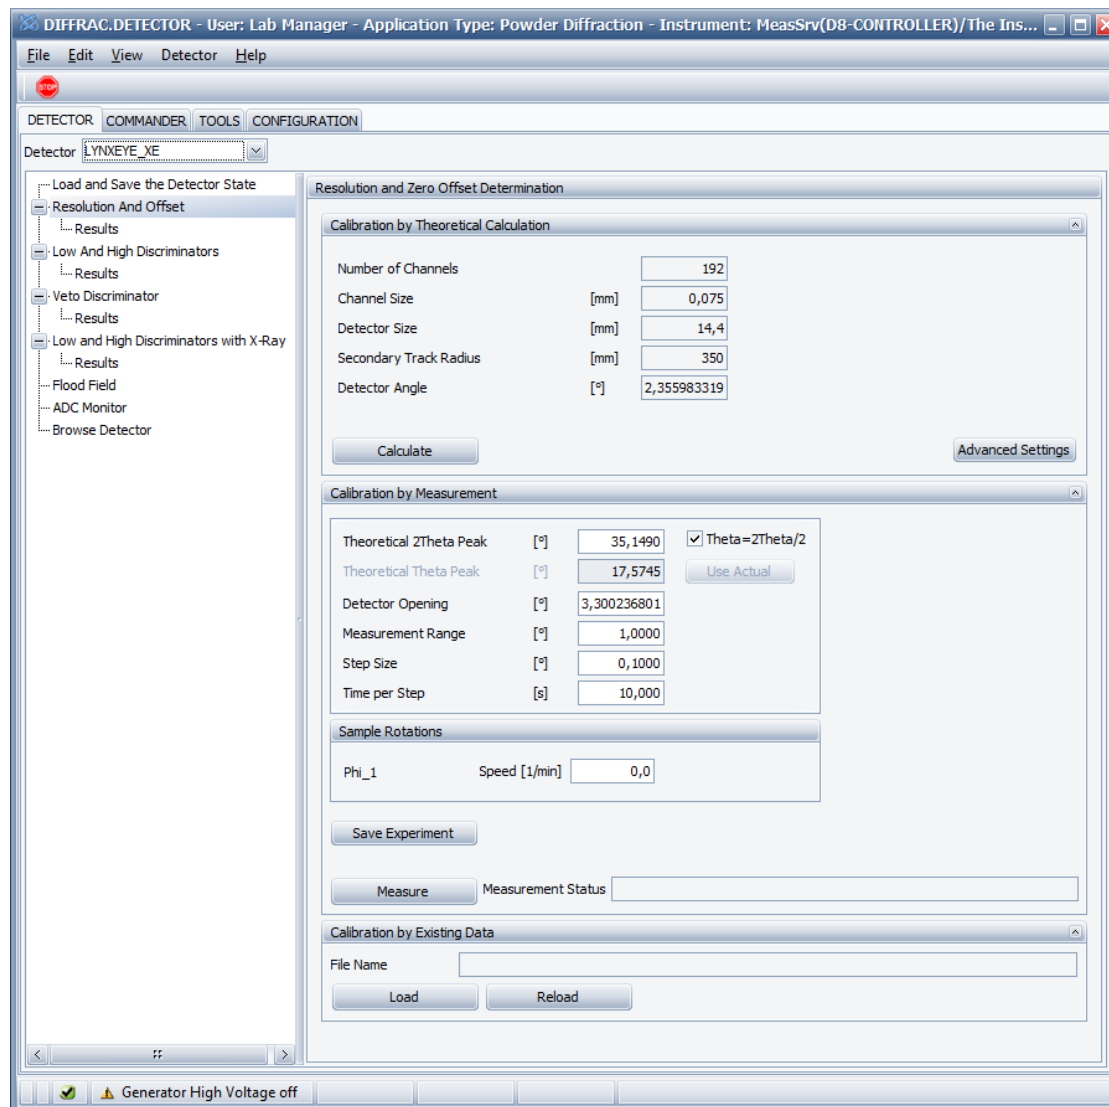 DIFFRAC.DETECTOR - User: Lab Manager - Application Type: Powder Diffraction - Instrument: MeasSrv(D8-CONTROLLER)/The Ins...
File Edit View Detector Help
STOP
DETECTOR COMMANDER TOOLS CONFIGURATION
Detector LYNXEYE_XE
Load and Save the Detector State
Resolution And Offset
Results
Low And High Discriminators
Results
Veto Discriminator
Results
Low and High Discriminators with X-Ray
Results
Flood Field
ADC Monitor
Browse Detector
Resolution and Zero Offset Determination
Calibration by Theoretical Calculation
Number of Channels 192
Channel Size [mm] 0,075
Detector Size [mm] 14,4
Secondary Track Radius [mm] 350
Detector Angle [°] 2,355983319
Calculate Advanced Settings
Calibration by Measurement
Theoretical 2Theta Peak [°] 35,1490 Theta=2Theta/2
Theoretical Theta Peak [°] 17,5745 Use Actual
Detector Opening [°] 3,300236801
Measurement Range [°] 1,0000
Step Size [°] 0,1000
Time per Step [s] 10,000
Sample Rotations
Phi_1 Speed [1/min] 0,0
Save Experiment
Measure Measurement Status
Calibration by Existing Data
File Name
Load Reload
Generator High Voltage off